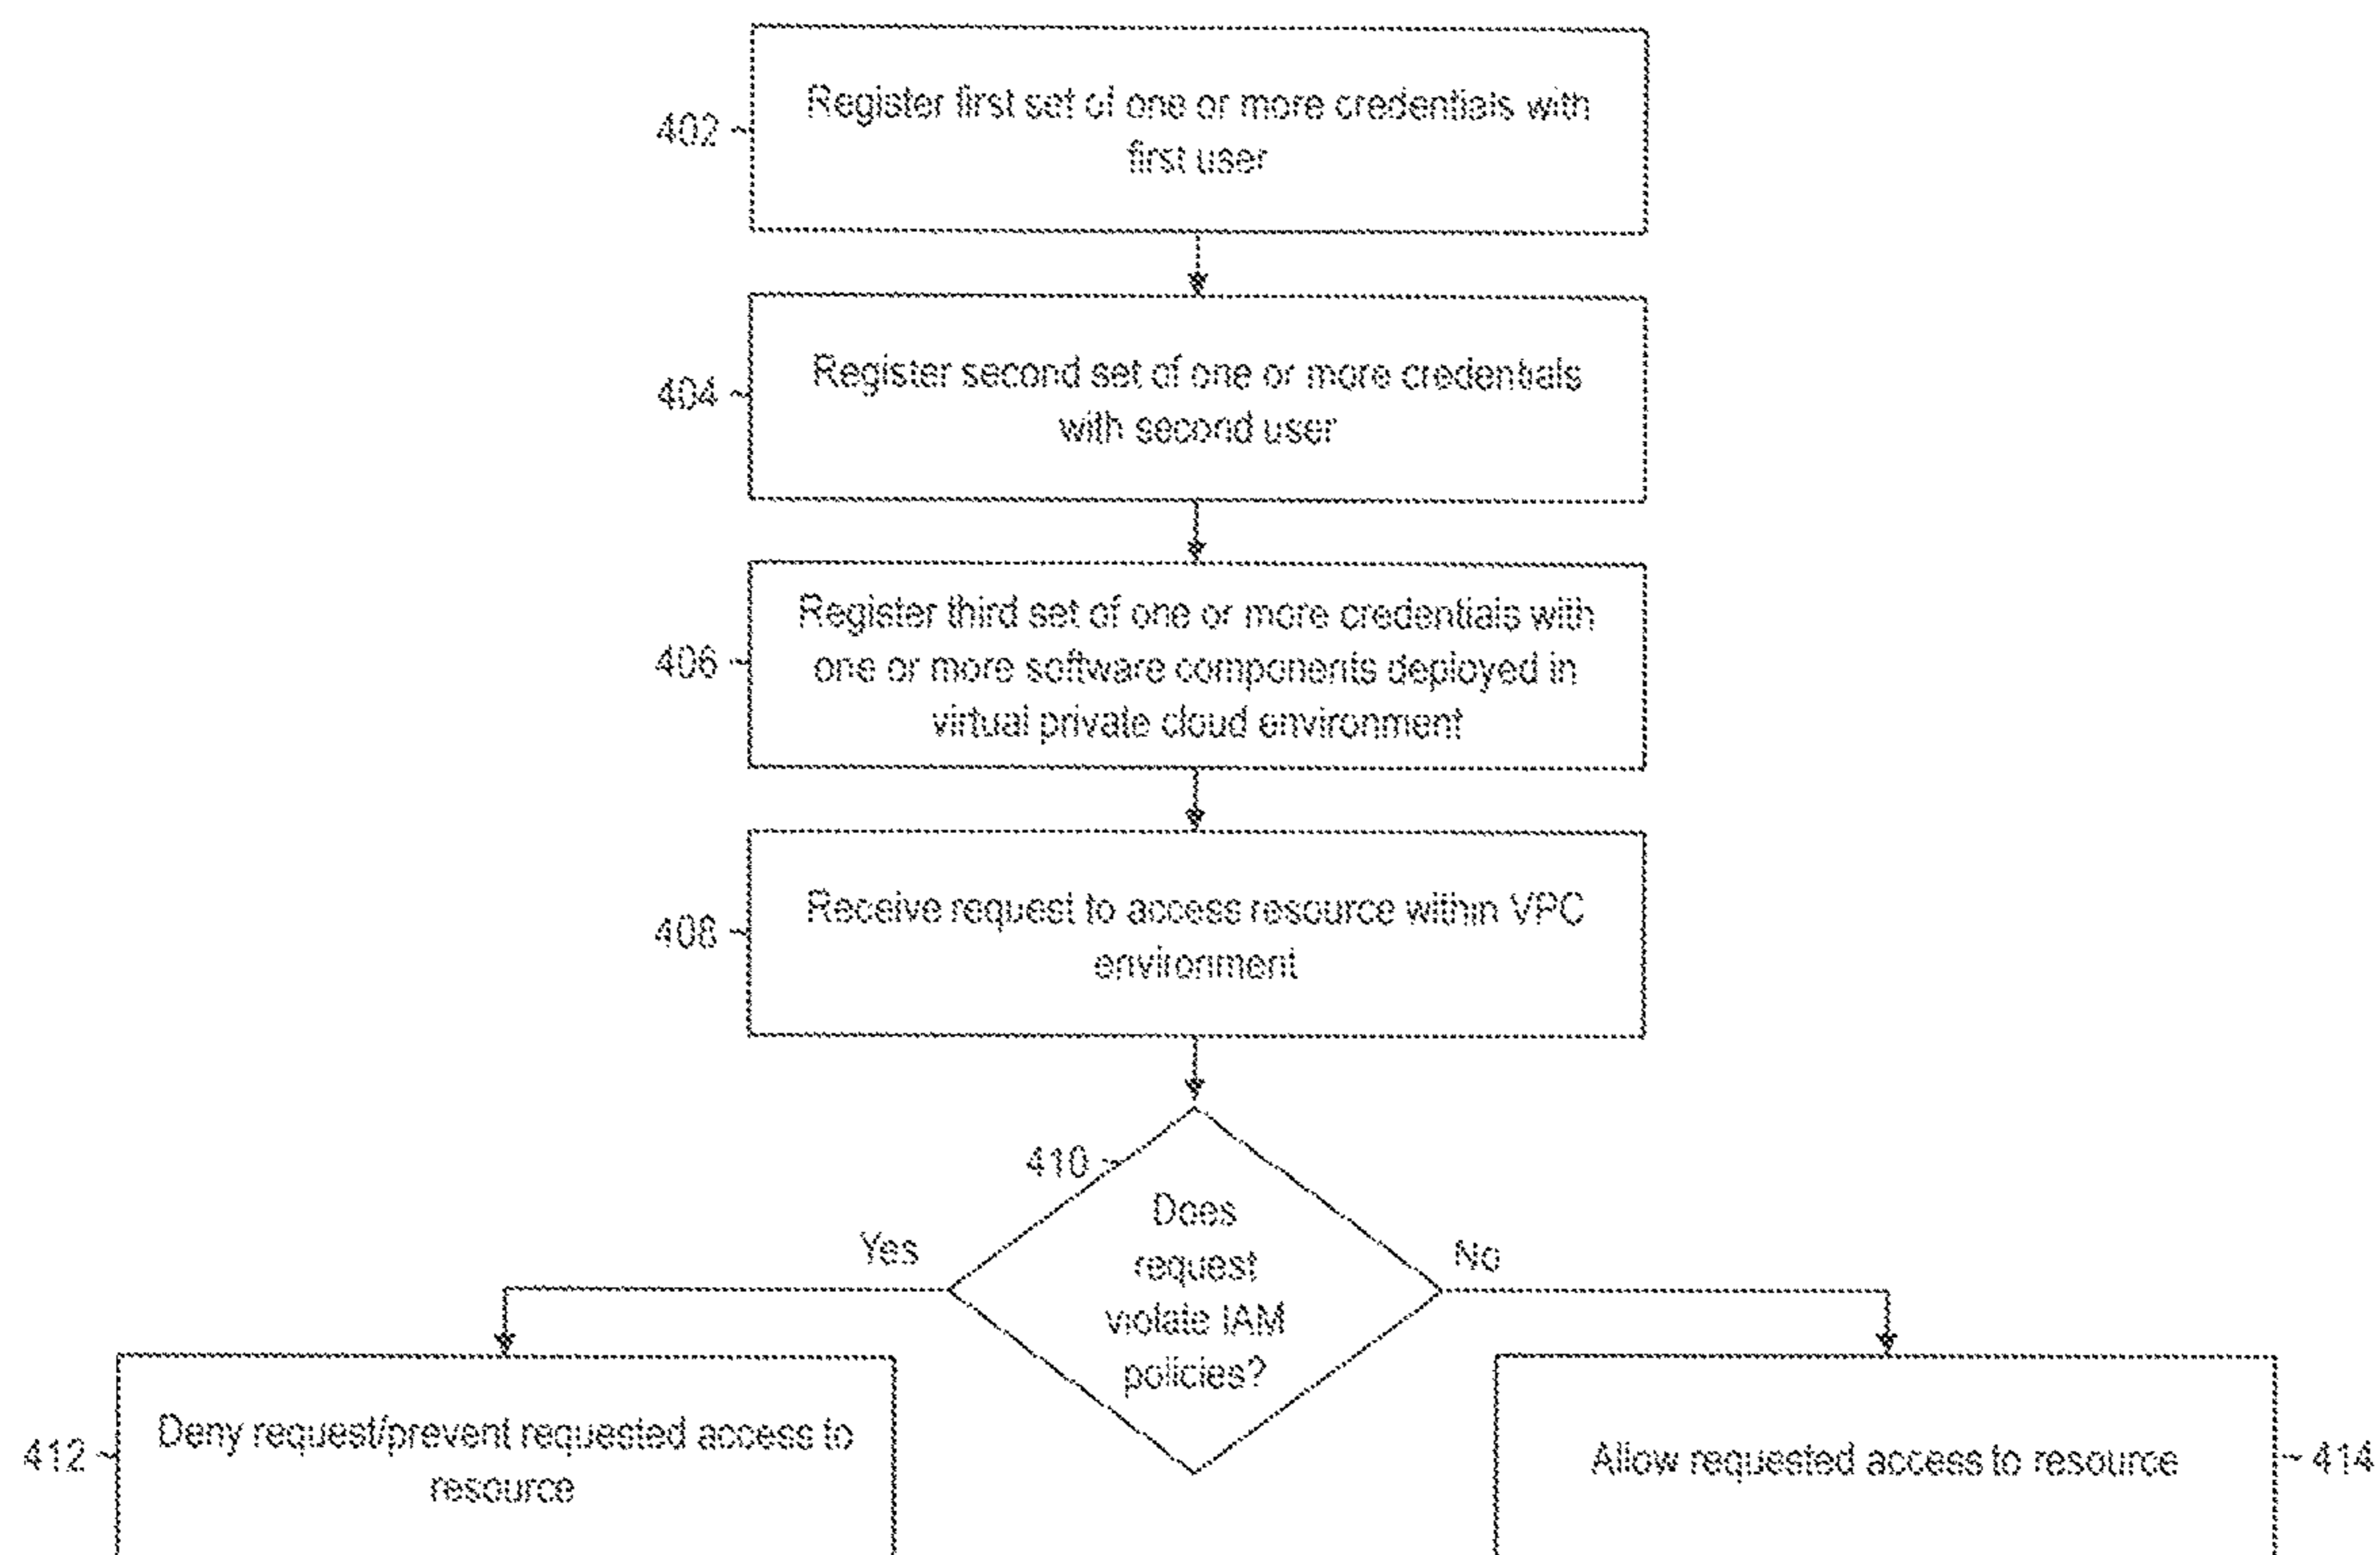 402
Register first set of one or more credentials with
first user
404
Register second set of one or more credentials
with second user
406
Register third set of one or more credentials with
one or more software components deployed in
virtual private cloud environment
408
Receive request to access resource within VPC
environment
410
Does
request
violate IAM
policies?
Yes
No
412
Deny request/prevent requested access to
resource
Allow requested access to resource
414